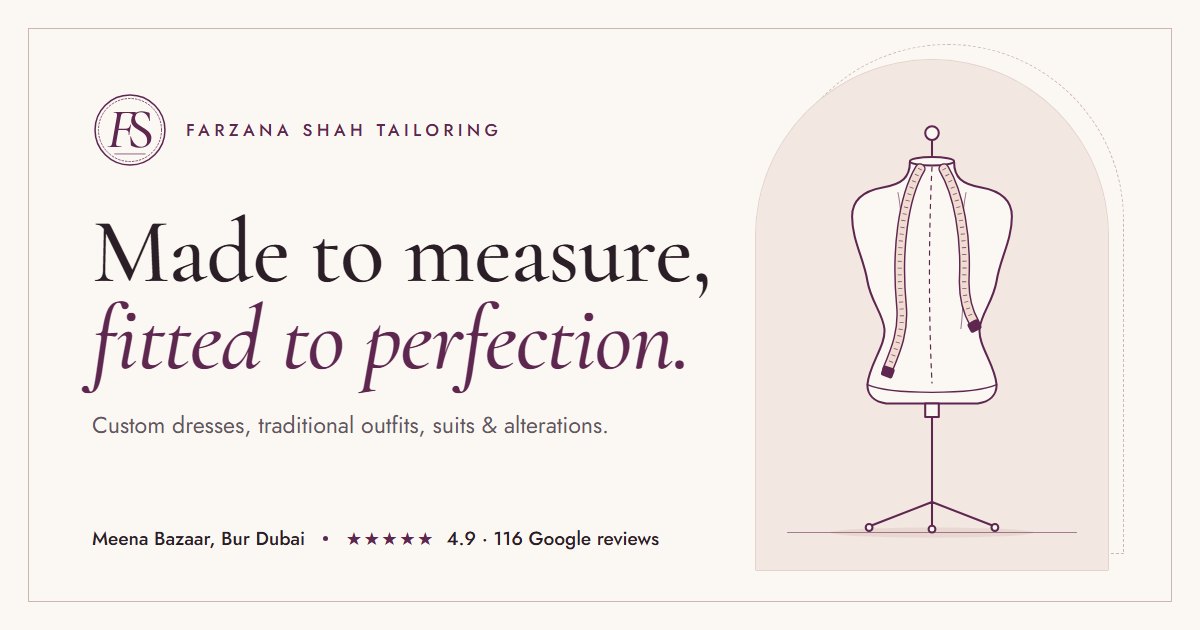 FS
FARZANA SHAH TAILORING
Made to measure,
fitted to perfection.
Custom dresses, traditional outfits, suits & alterations.
Meena Bazaar, Bur Dubai • ★★★★★ 4.9 · 116 Google reviews